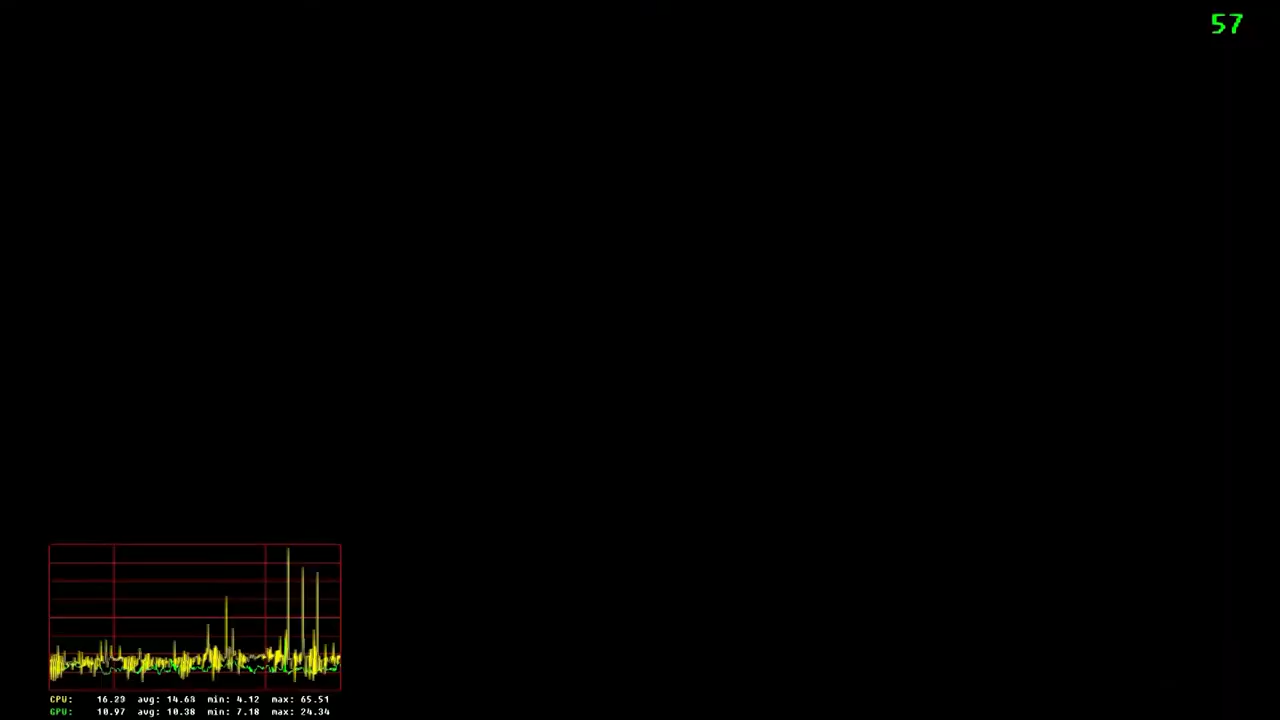 57
CPU: 16.29 avg: 14.68 min: 4.12 max: 65.51
GPU: 10.97 avg: 10.38 min: 7.18 max: 24.34